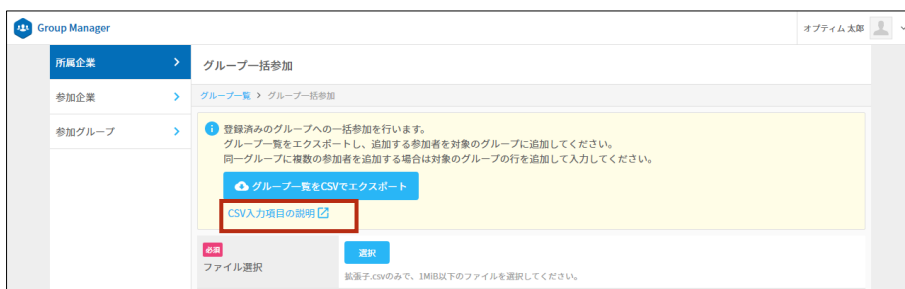 Group Manager
オプティム 太郎
所属企業
グループ一括参加
参加企業
グループ一覧 > グループ一括参加
参加グループ
登録済みのグループへの一括参加を行います。
グループ一覧をエクスポートし、追加する参加者を対象のグループに追加してください。
同一グループに複数の参加者を追加する場合は対象のグループの行を追加して入力してください。
グループ一覧をCSVでエクスポート
CSV入力項目の説明
必須
ファイル選択
選択
拡張子.csvのみで、1MiB以下のファイルを選択してください。